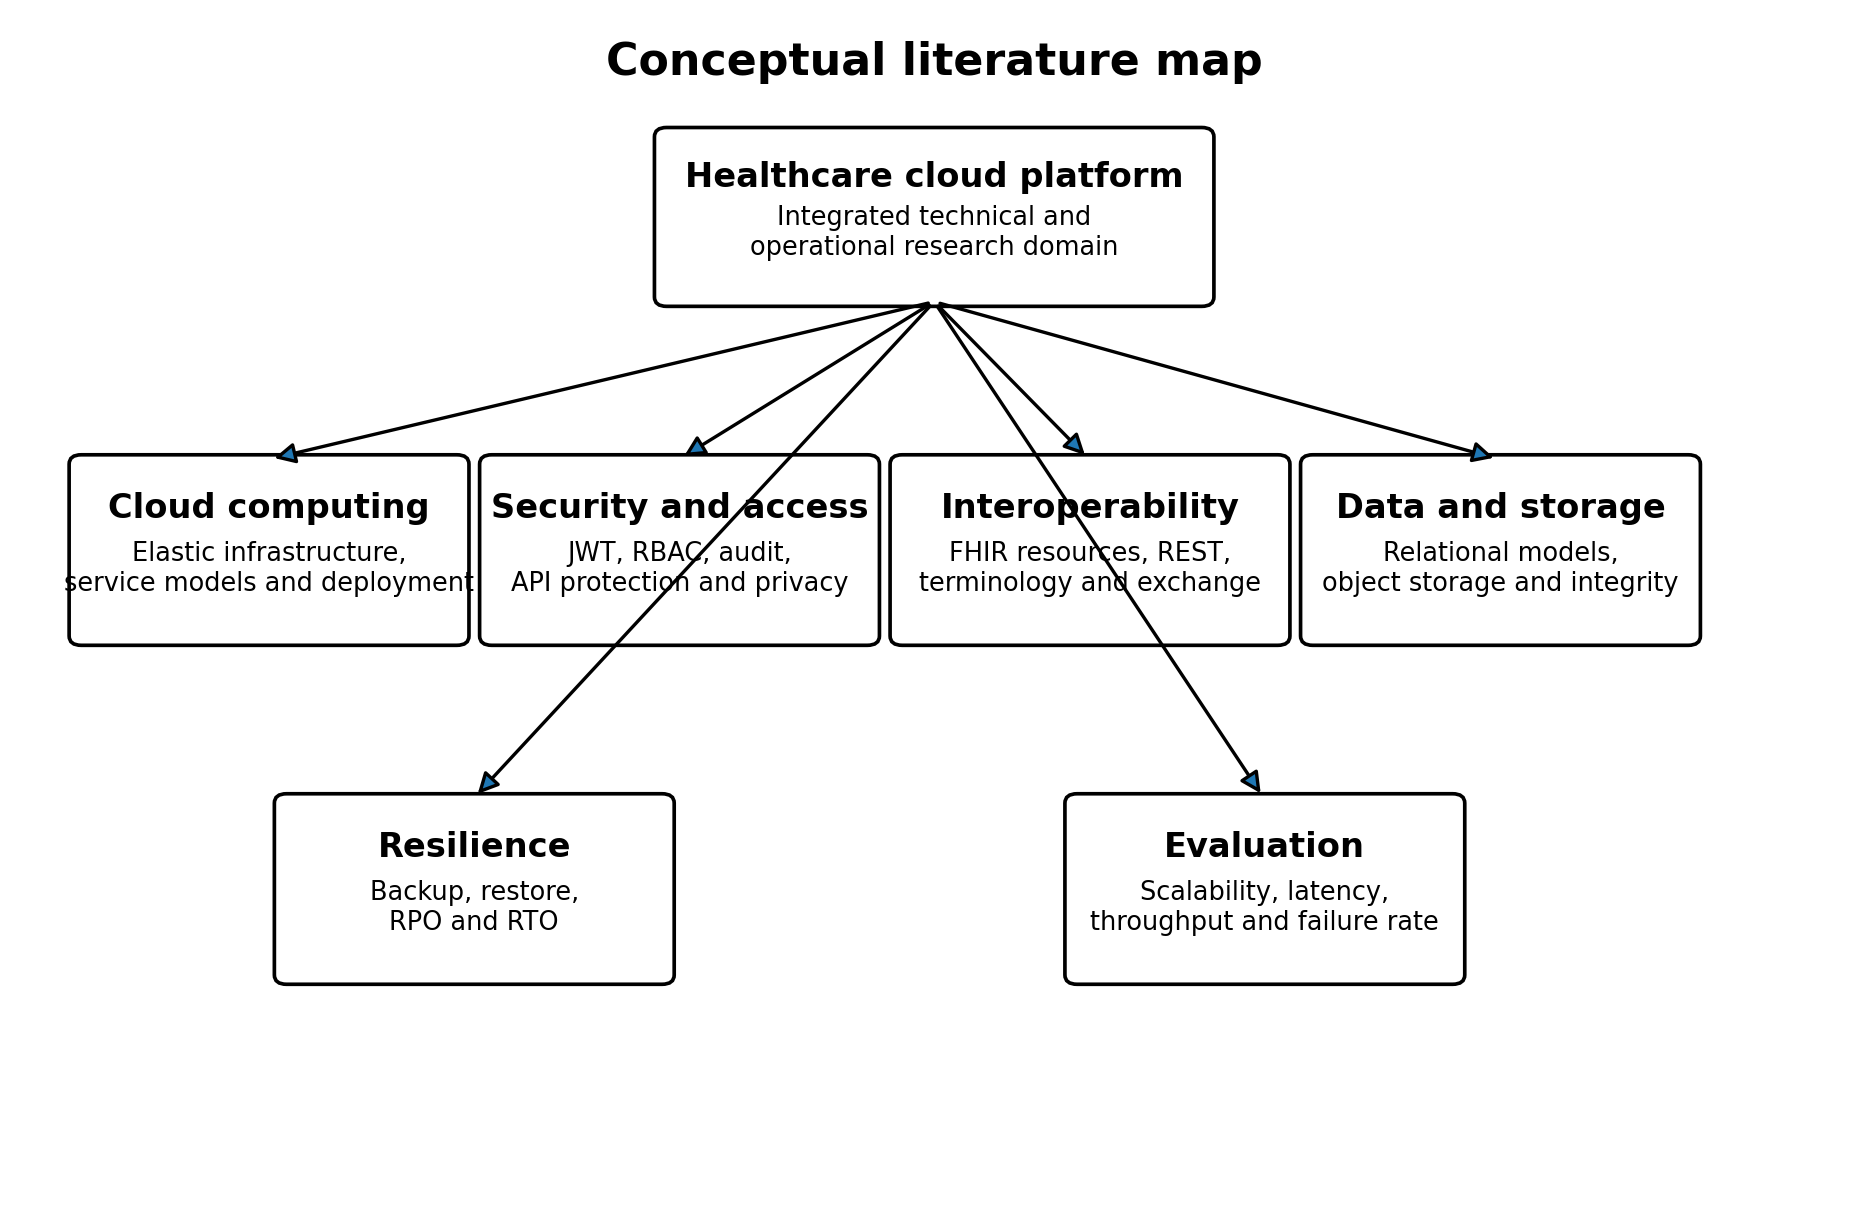 Conceptual literature map
Healthcare cloud platform
Integrated technical and
operational research domain
Cloud computing
Elastic infrastructure,
service models and deployment
Security and access
JWT, RBAC, audit,
API protection and privacy
Interoperability
FHIR resources, REST,
terminology and exchange
Data and storage
Relational models,
object storage and integrity
Resilience
Backup, restore,
RPO and RTO
Evaluation
Scalability, latency,
throughput and failure rate